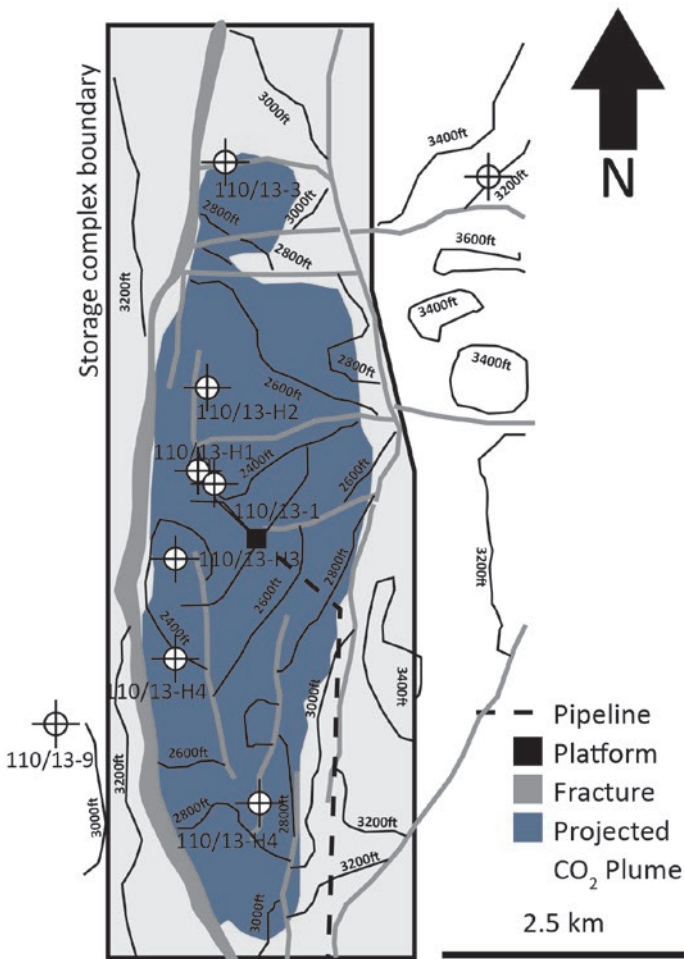 3000ft
3400ft
N
110/13-3
3200ft
2800ft
3000ft
2800ft
3600ft
Storage complex boundary
3200ft
3400ft
2800ft
3400ft
2600ft
110/13-H2
110/13-H1
2400ft
2600ft
110/13-1
110/13-H3
2800ft
3200ft
2600ft
2400ft
3400ft
110/13-H4
3000ft
Pipeline
110/13-9
3200ft
2600ft
Platform
Fracture
3000ft
2800ft
2800ft
3200ft
Projected
CO₂ Plume
110/13-H4
3200ft
3000ft
2.5 km